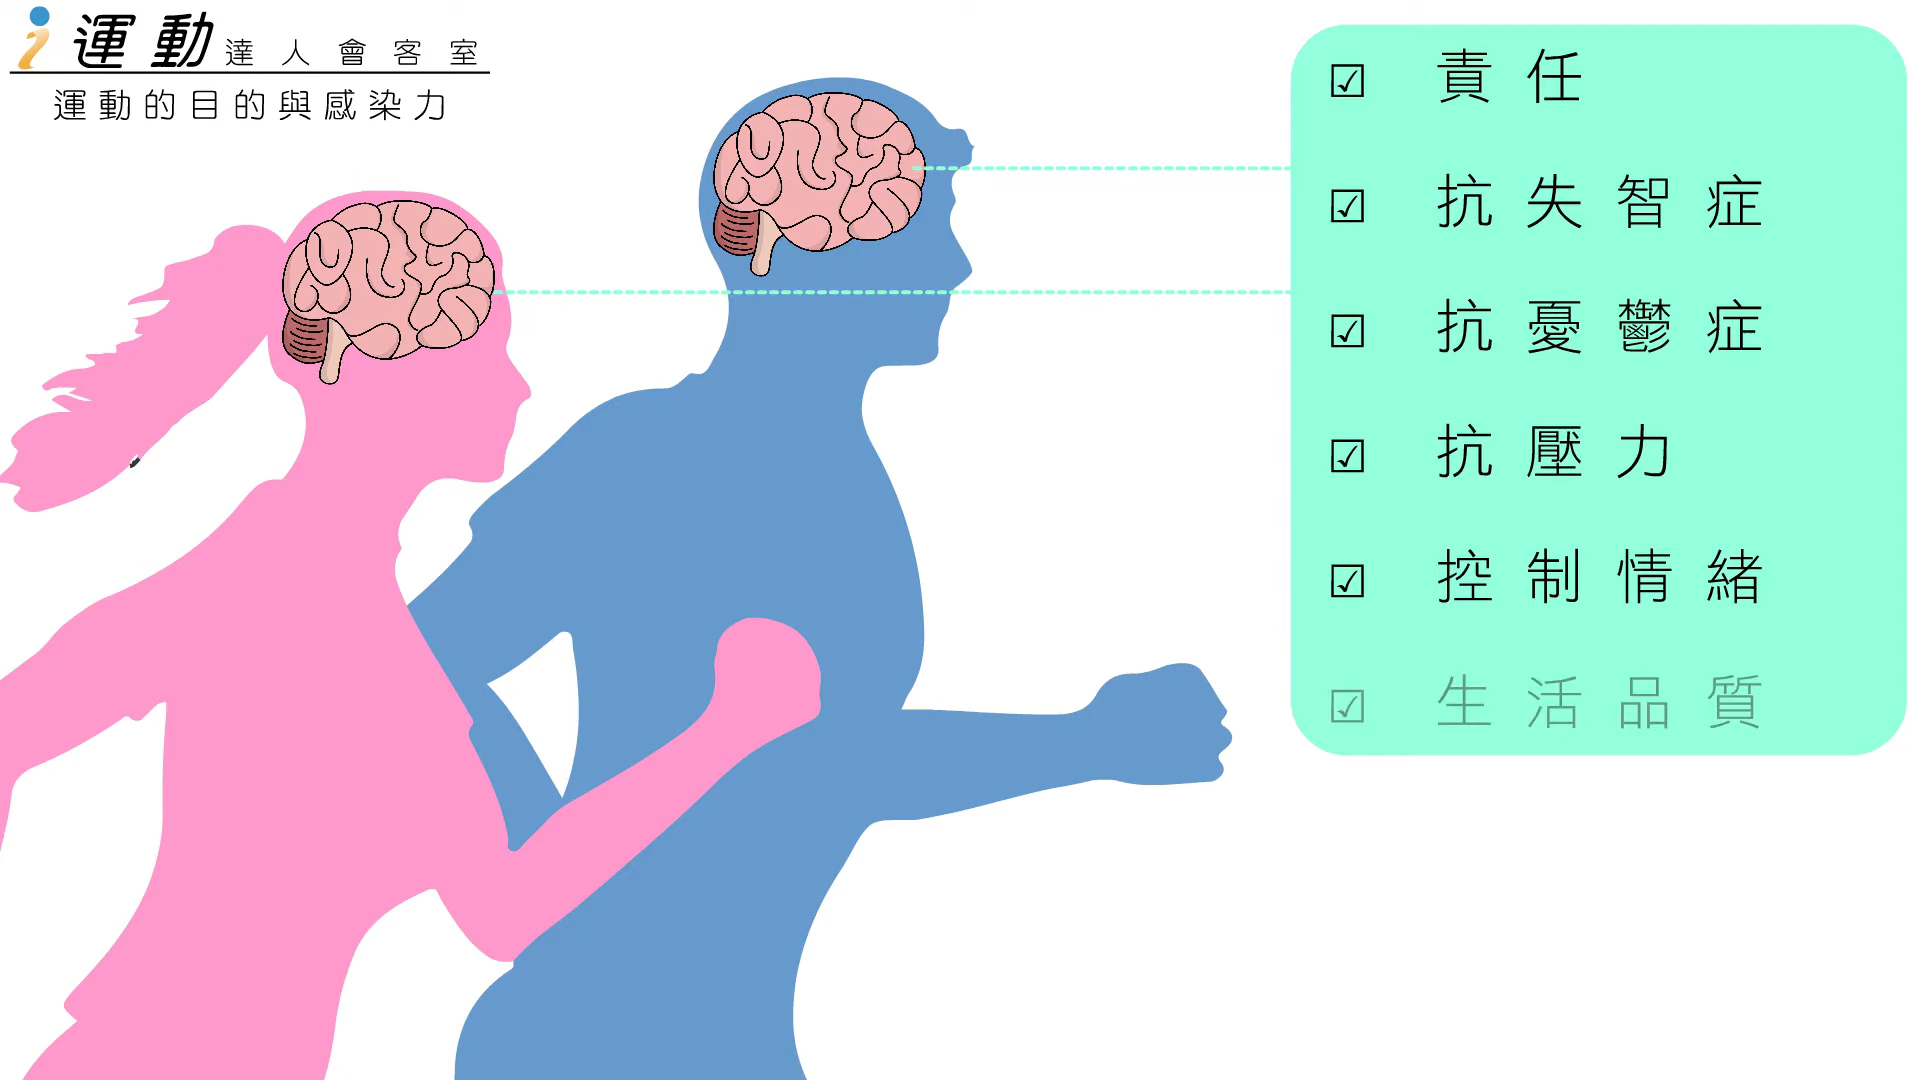 i 運動達人會客室
運動的目的與感染力
☑ 責任
☑ 抗失智症
☑ 抗憂鬱症
☑ 抗壓力
☑ 控制情緒
☑ 生活品質